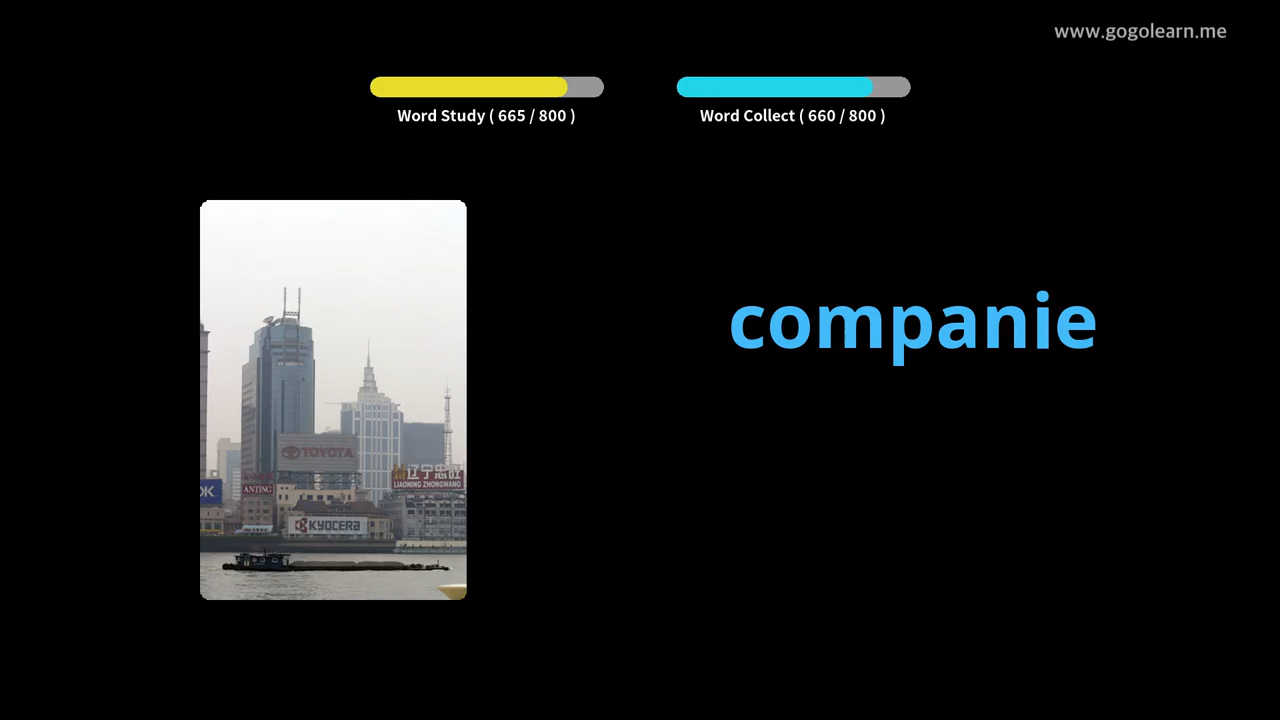 www.gogolearn.me
Word Study ( 665 / 800 )
Word Collect ( 660 / 800 )
companie
TOYOTA
辽宁忠旺
LIAONING ZHONGWANG
OK
ANTING
KYOCERA